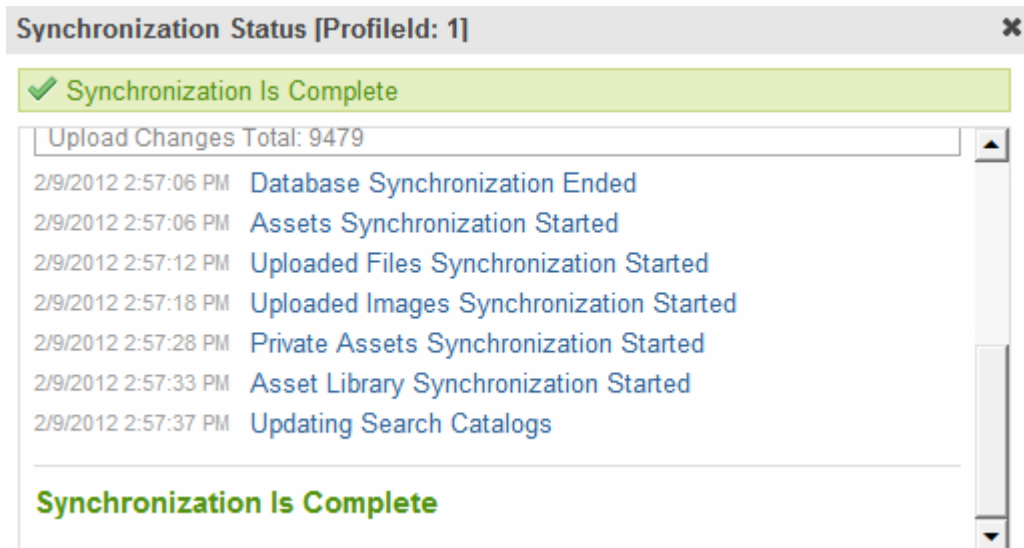 Synchronization Status [ProfileId: 1]
Synchronization Is Complete
Upload Changes Total: 9479
2/9/2012 2:57:06 PM Database Synchronization Ended
2/9/2012 2:57:06 PM Assets Synchronization Started
2/9/2012 2:57:12 PM Uploaded Files Synchronization Started
2/9/2012 2:57:18 PM Uploaded Images Synchronization Started
2/9/2012 2:57:28 PM Private Assets Synchronization Started
2/9/2012 2:57:33 PM Asset Library Synchronization Started
2/9/2012 2:57:37 PM Updating Search Catalogs
Synchronization Is Complete